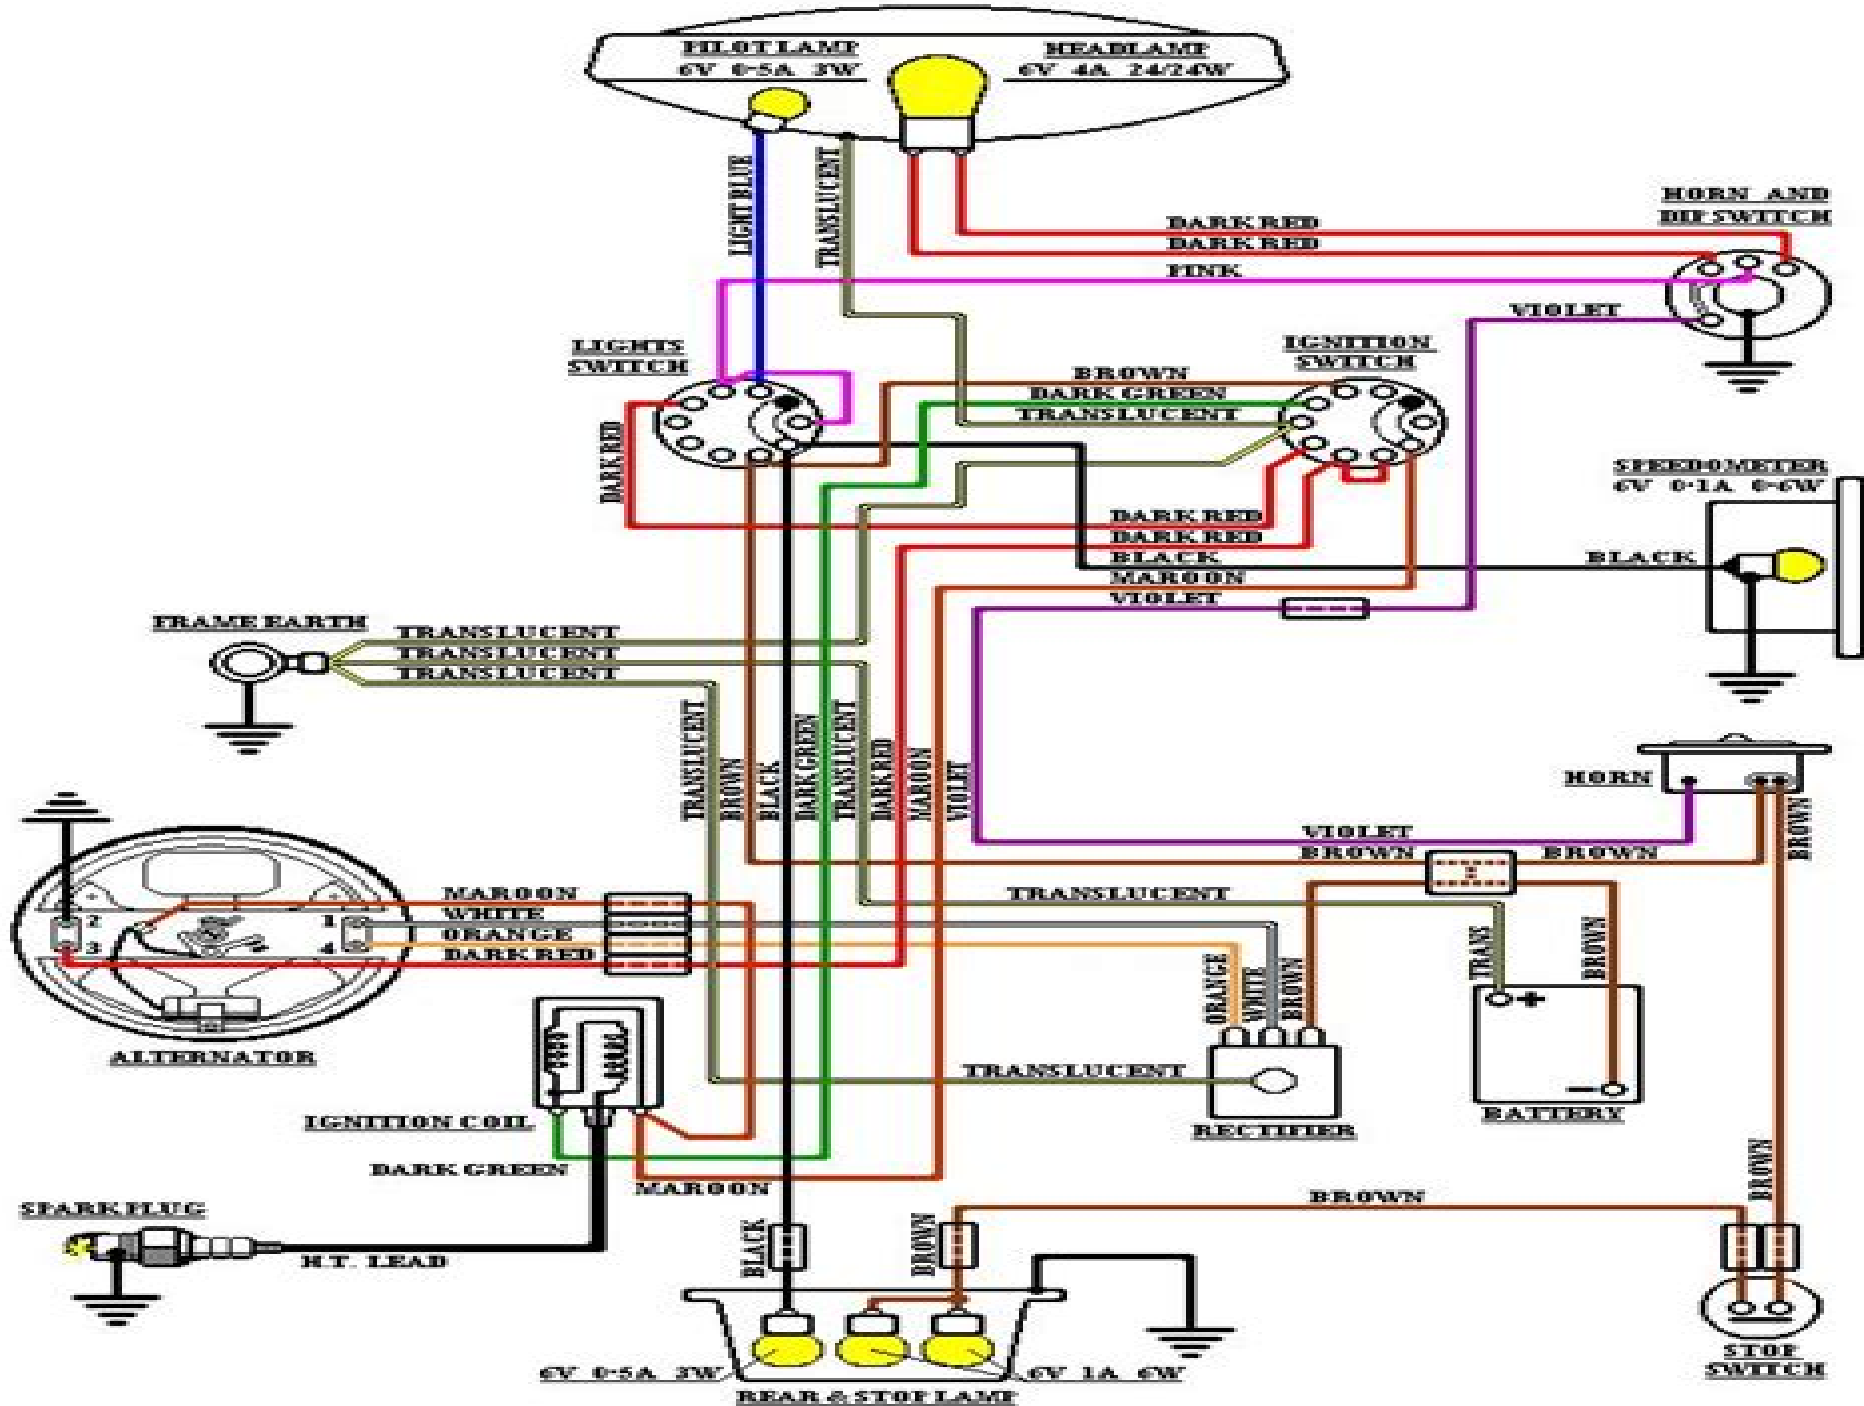 PILOT LAMP
6V 0·5A 3W
HEADLAMP
6V 4A 24/24W
LIGHT BLUE
TRANSLUCENT
HORN AND
DIP SWITCH
DARK RED
DARK RED
PINK
VIOLET
LIGHTS
SWITCH
IGNITION
SWITCH
BROWN
DARK GREEN
TRANSLUCENT
DARK RED
SPEEDOMETER
6V 0·1A 0·6W
DARK RED
DARK RED
BLACK
BLACK
MAROON
VIOLET
FRAME EARTH
TRANSLUCENT
TRANSLUCENT
TRANSLUCENT
TRANSLUCENT
BROWN
BLACK
DARK GREEN
TRANSLUCENT
DARK RED
MAROON
VIOLET
HORN
BROWN
VIOLET
BROWN
BROWN
MAROON
WHITE
ORANGE
DARK RED
2
3
1
4
TRANSLUCENT
ORANGE
WHITE
BROWN
TRANS
BROWN
+
−
ALTERNATOR
TRANSLUCENT
BATTERY
RECTIFIER
IGNITION COIL
DARK GREEN
MAROON
BROWN
BROWN
SPARK PLUG
H.T. LEAD
BLACK
BROWN
6V 0·5A 3W
6V 1A 6W
REAR & STOP LAMP
STOP
SWITCH